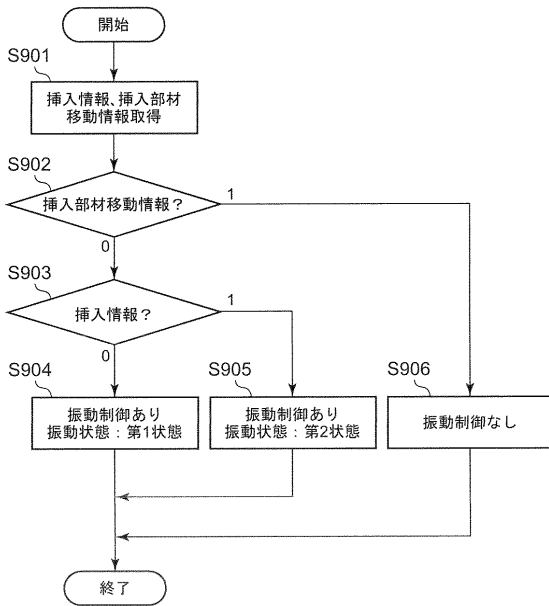 開始
S901
挿入情報、挿入部材
移動情報取得
S902
挿入部材移動情報？
1
0
S903
挿入情報？
1
0
S904
振動制御あり
振動状態：第1状態
S905
振動制御あり
振動状態：第2状態
S906
振動制御なし
終了